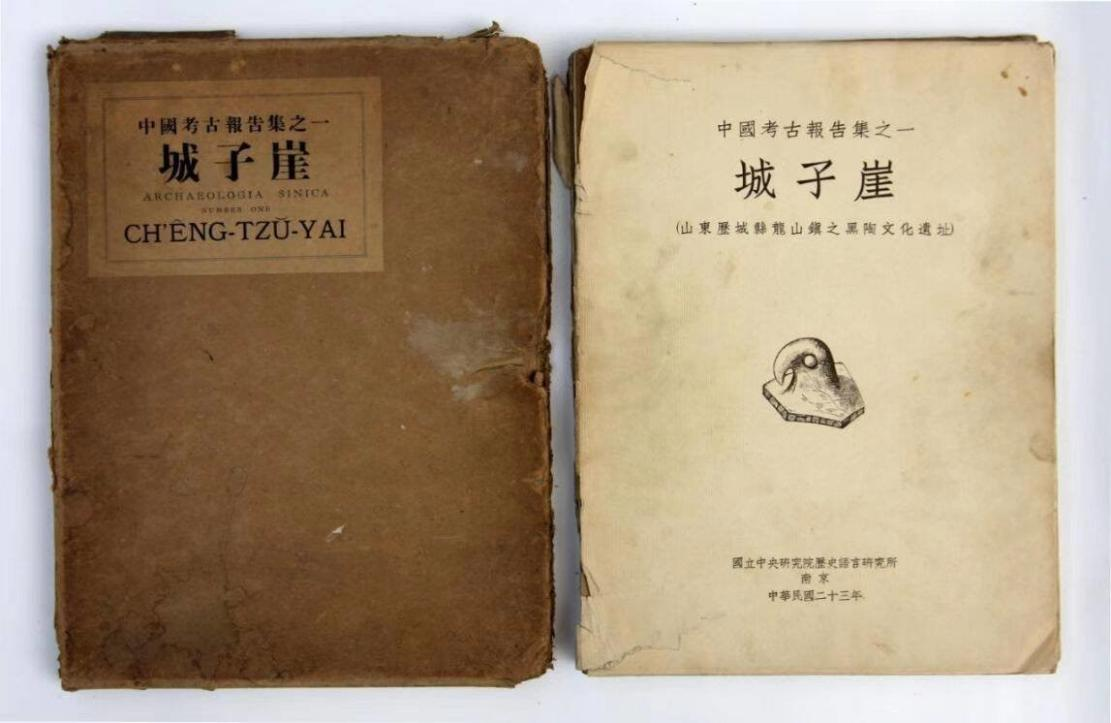 中國考古報告集之一
城子崖
ARCHAEOLOGIA SINICA
NUMBER ONE
CH'ÊNG-TZŬ-YAI
中國考古報告集之一
城子崖
(山東歷城縣龍山鎮之黑陶文化遺址)
國立中央研究院歷史語言研究所
南京
中華民國二十三年